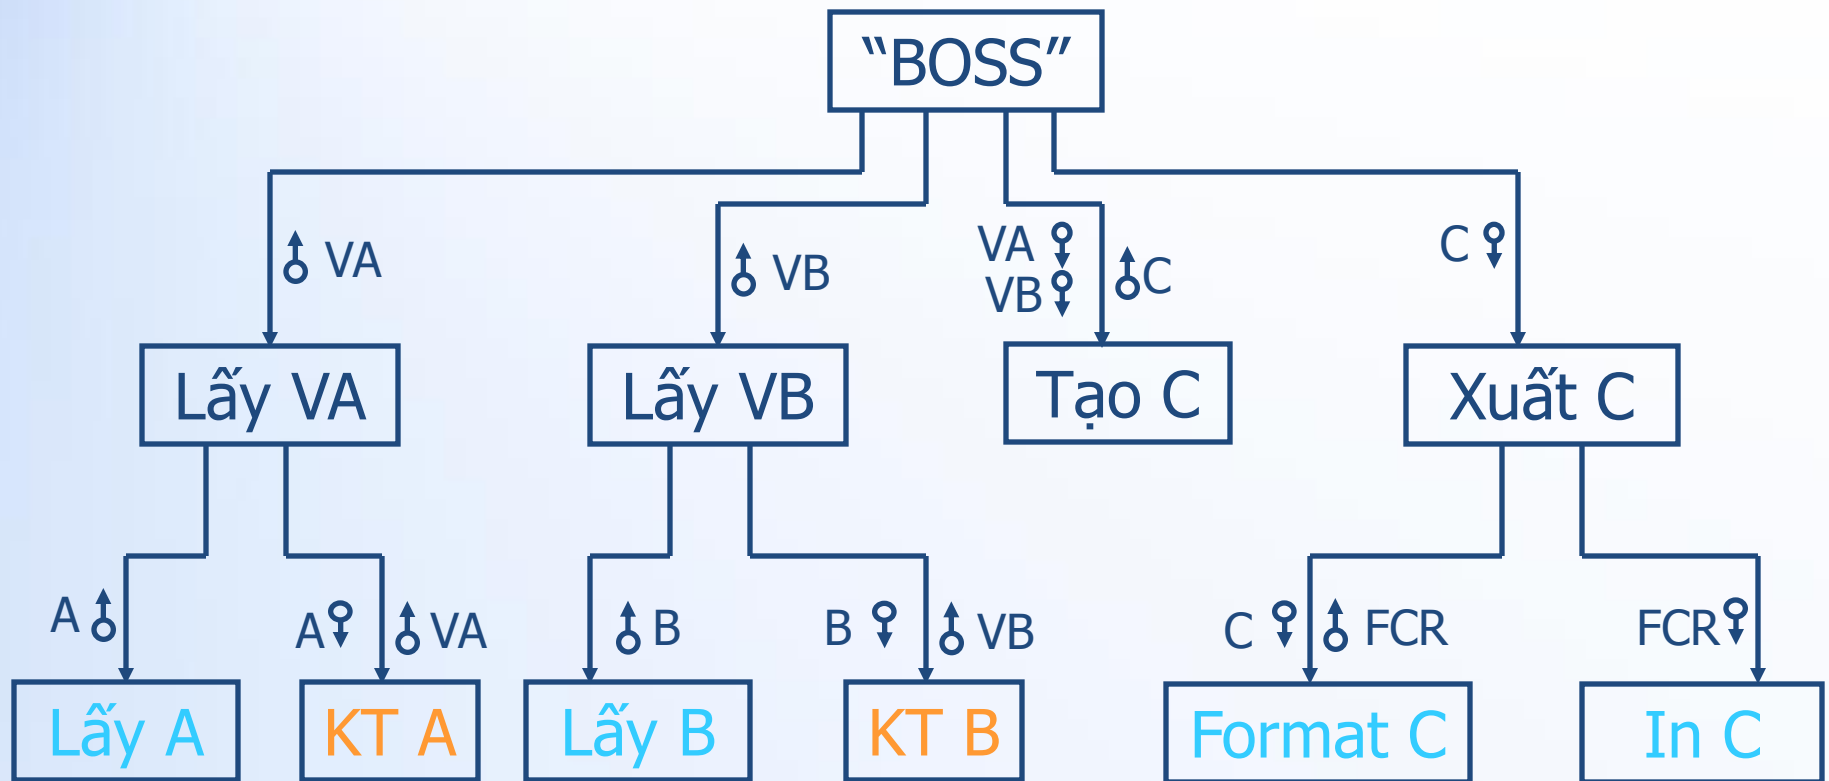 “BOSS”
VA
VB
VA
VB
C
C
Lấy VA
Lấy VB
Tạo C
Xuất C
A
A
VA
B
B
VB
C
FCR
FCR
Lấy A
KT A
Lấy B
KT B
Format C
In C